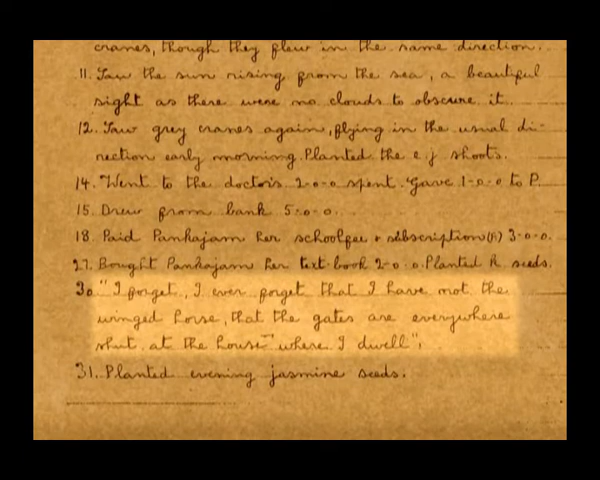 cranes, though they flew in the same direction.
11. Saw the sun rising from the sea, a beautiful
sight as there were no clouds to obscure it.
12. Saw grey cranes again, flying in the usual di-
rection early morning. Planted the e j shoots.
14. Went to the doctor's 2-0-0 spent. Gave 1-0-0 to P.
15. Drew from bank 5-0-0.
18. Paid Pankajam her schoolfee + subscription (R) 3-0-0.
27. Bought Pankajam her text-book 2-0-0. Planted R seeds.
30. "I forget, I ever forget that I have not the
winged horse, that the gates are everywhere
shut at the house where I dwell".
31. Planted evening jasmine seeds.